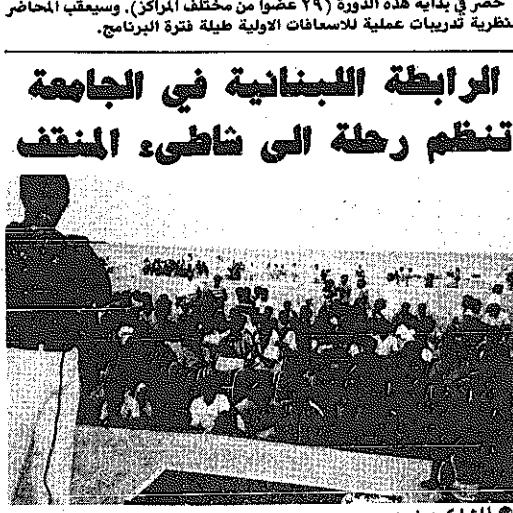 حضر في بداية هذه الدورة (٢٩ عضوا من مختلف المراكز). وسيعقب المحاضر
نظرية تدريبات عملية للاسعافات الاولية طيلة فترة البرنامج.
الرابطة اللبنانية في الجامعة
تنظم رحلة الى شاطىء المنقف